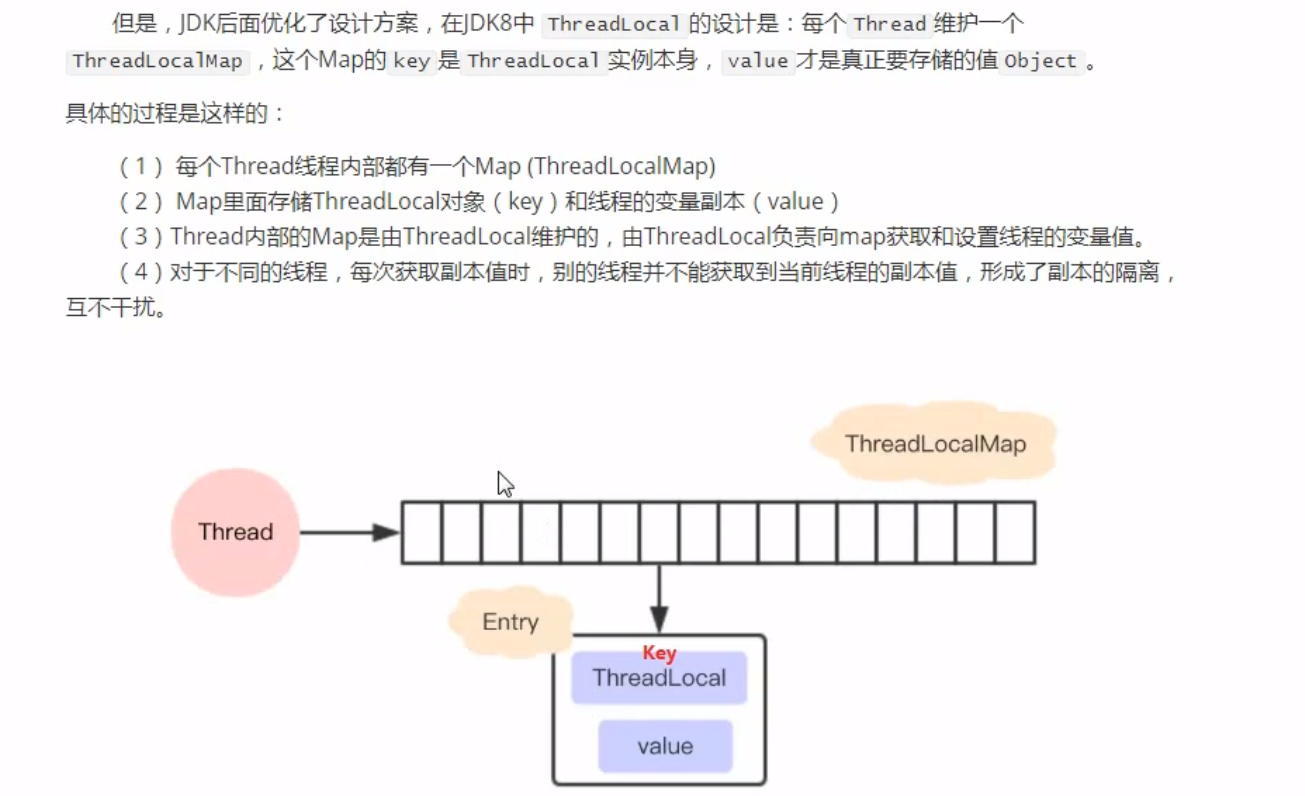 但是，JDK后面优化了设计方案，在JDK8中 ThreadLocal 的设计是：每个 Thread 维护一个
ThreadLocalMap ，这个Map的 key 是 ThreadLocal 实例本身， value 才是真正要存储的值 Object 。
具体的过程是这样的：
（1） 每个Thread线程内部都有一个Map (ThreadLocalMap)
（2） Map里面存储ThreadLocal对象（key）和线程的变量副本（value）
（3）Thread内部的Map是由ThreadLocal维护的，由ThreadLocal负责向map获取和设置线程的变量值。
（4）对于不同的线程，每次获取副本值时，别的线程并不能获取到当前线程的副本值，形成了副本的隔离，
互不干扰。
ThreadLocalMap
Thread
Entry
Key
ThreadLocal
value